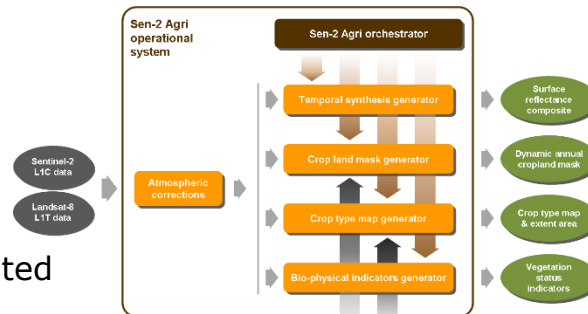 Sen-2 Agri
operational
system
Sen-2 Agri orchestrator
Temporal synthesis generator
Surface
reflectance
composite
Sentinel-2
L1C data
Landsat-8
L1T data
Atmospheric
corrections
Crop land mask generator
Dynamic annual
cropland mask
Crop type map generator
Crop type map
& extent area
ted
Bio-physical indicators generator
Vegetation
status
indicators